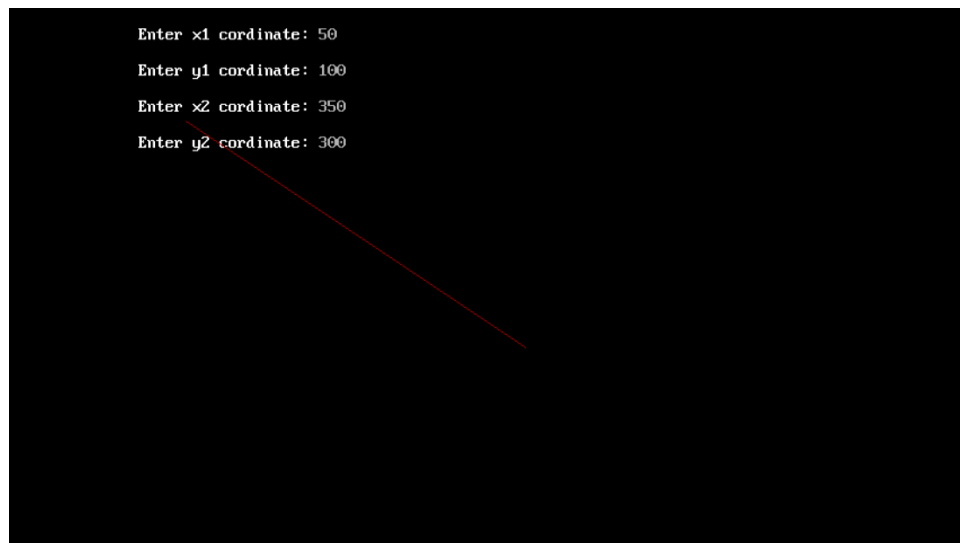 Enter x1 cordinate: 50
Enter y1 cordinate: 100
Enter x2 cordinate: 350
Enter y2 cordinate: 300